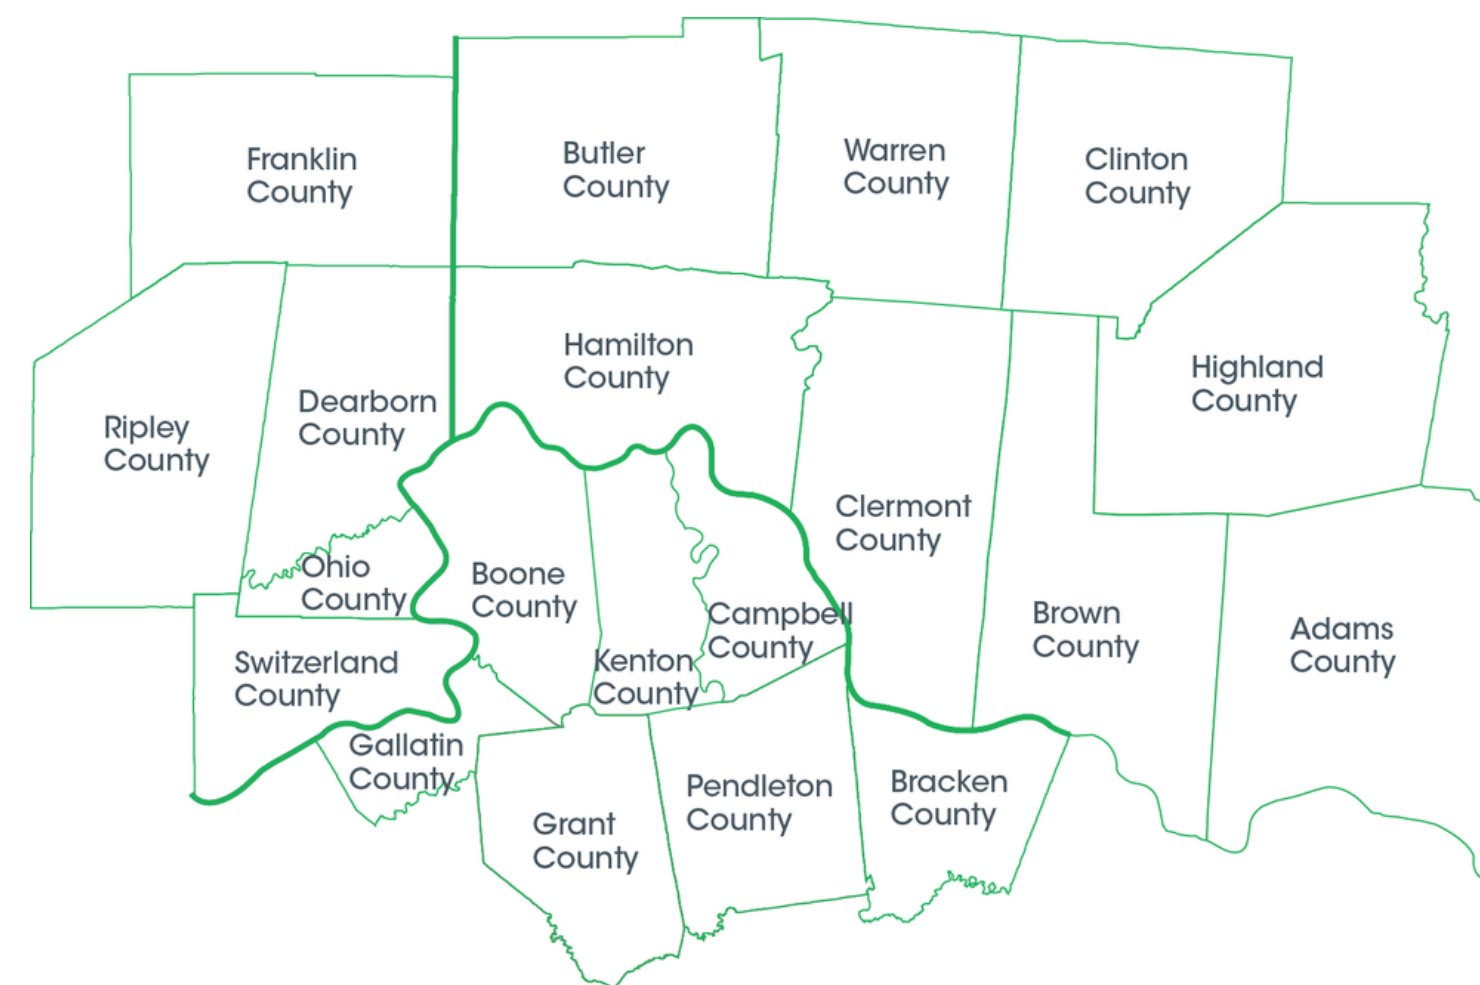 Franklin
County
Butler
County
Warren
County
Clinton
County
Hamilton
County
Highland
County
Dearborn
County
Ripley
County
Clermont
County
Ohio
County
Boone
County
Campbell
County
Brown
County
Adams
County
Switzerland
County
Kenton
County
Gallatin
County
Pendleton
County
Bracken
County
Grant
County